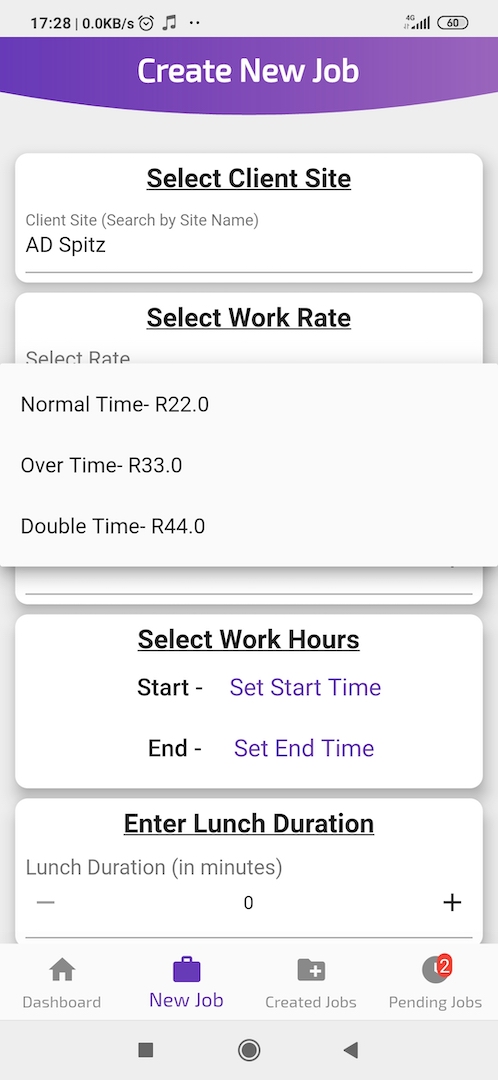 17:28 | 0.0KB/s
4G
60
Create New Job
Select Client Site
Client Site (Search by Site Name)
AD Spitz
Select Work Rate
Select Rate
Normal Time- R22.0
Over Time- R33.0
Double Time- R44.0
Select Work Hours
Start - Set Start Time
End - Set End Time
Enter Lunch Duration
Lunch Duration (in minutes)
0
2
Dashboard New Job Created Jobs Pending Jobs